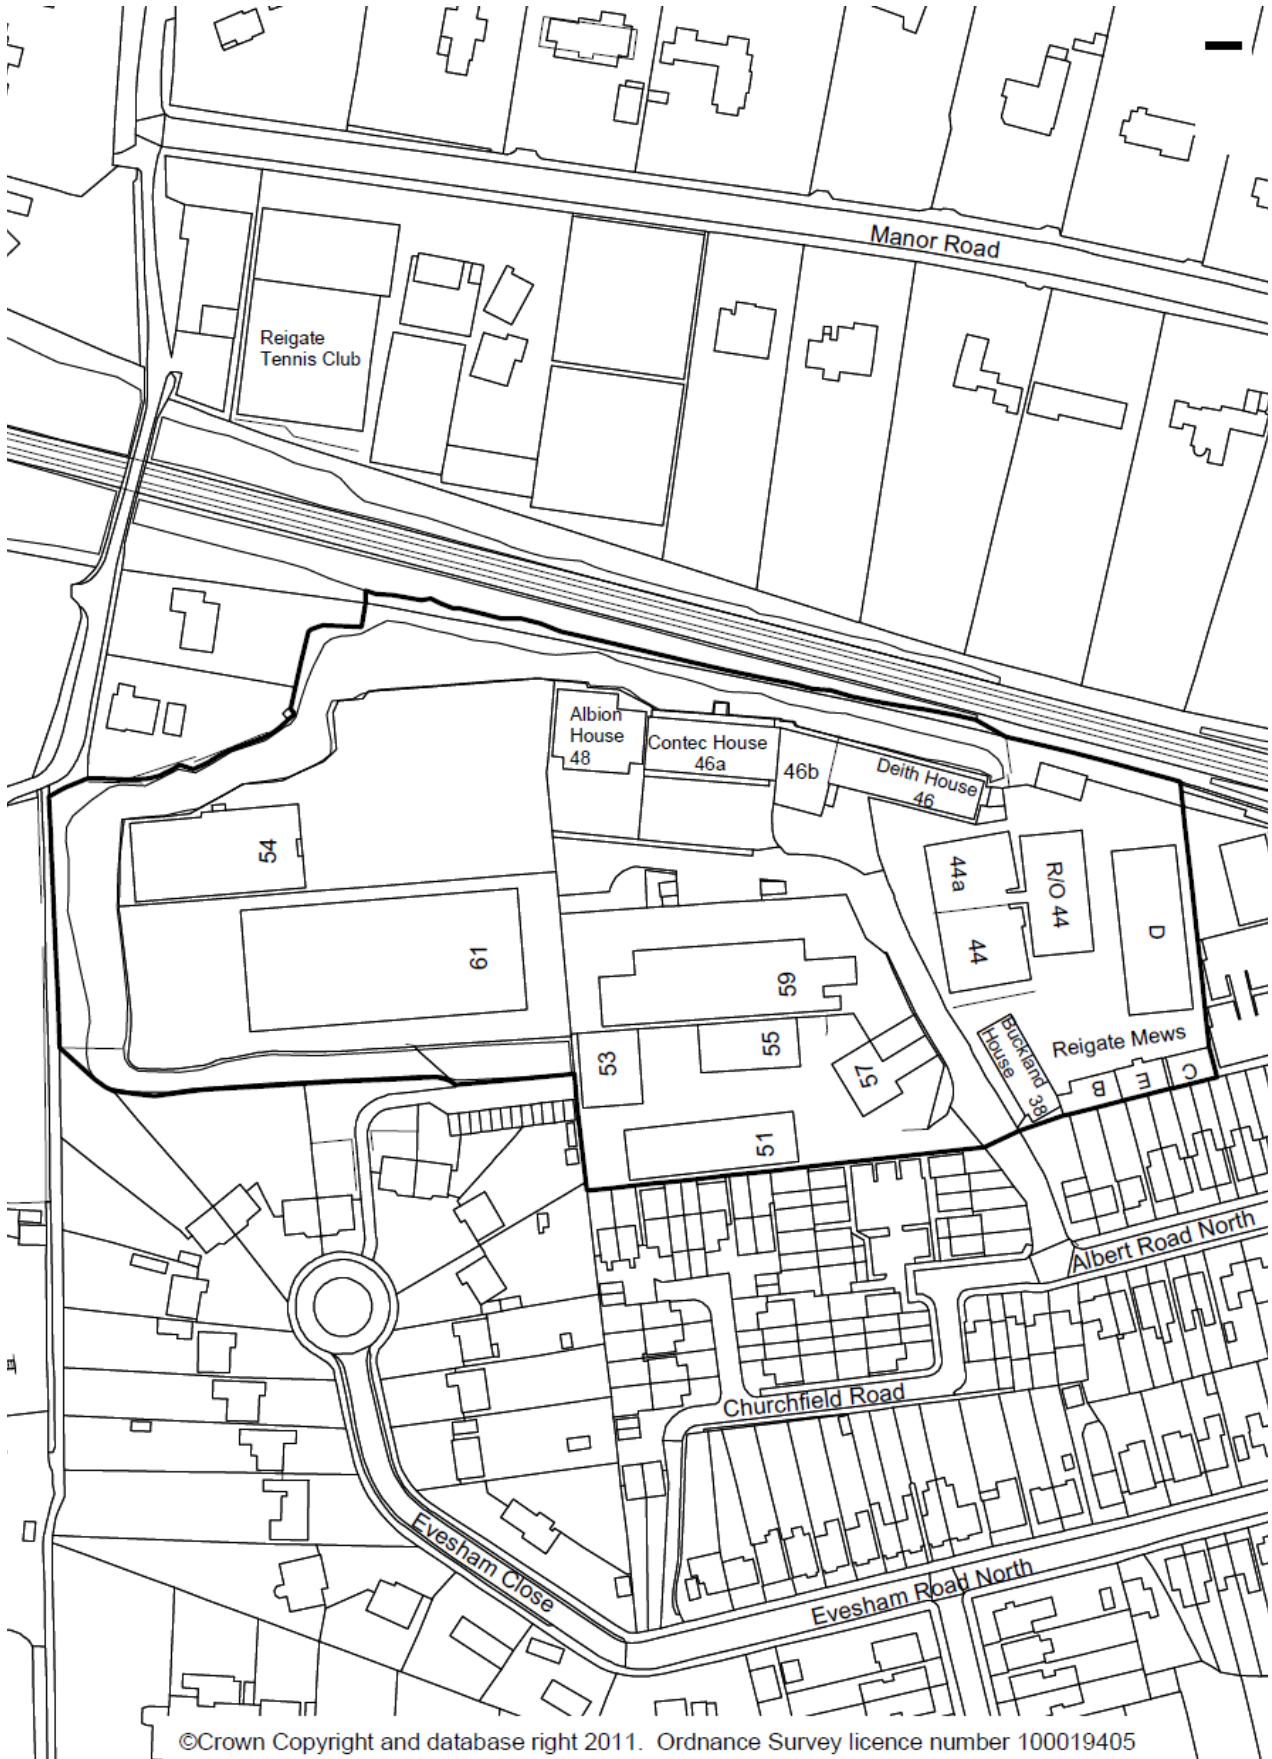 Manor Road
Reigate
Tennis Club
Albion
House
48
Contec House
46a
46b
Deith House
46
54
44a
R/O 44
D
44
61
59
Reigate Mews
Buckland
House 38
B
E
C
53
55
57
51
Albert Road North
Churchfield Road
Evesham Close
Evesham Road North
©Crown Copyright and database right 2011. Ordnance Survey licence number 100019405